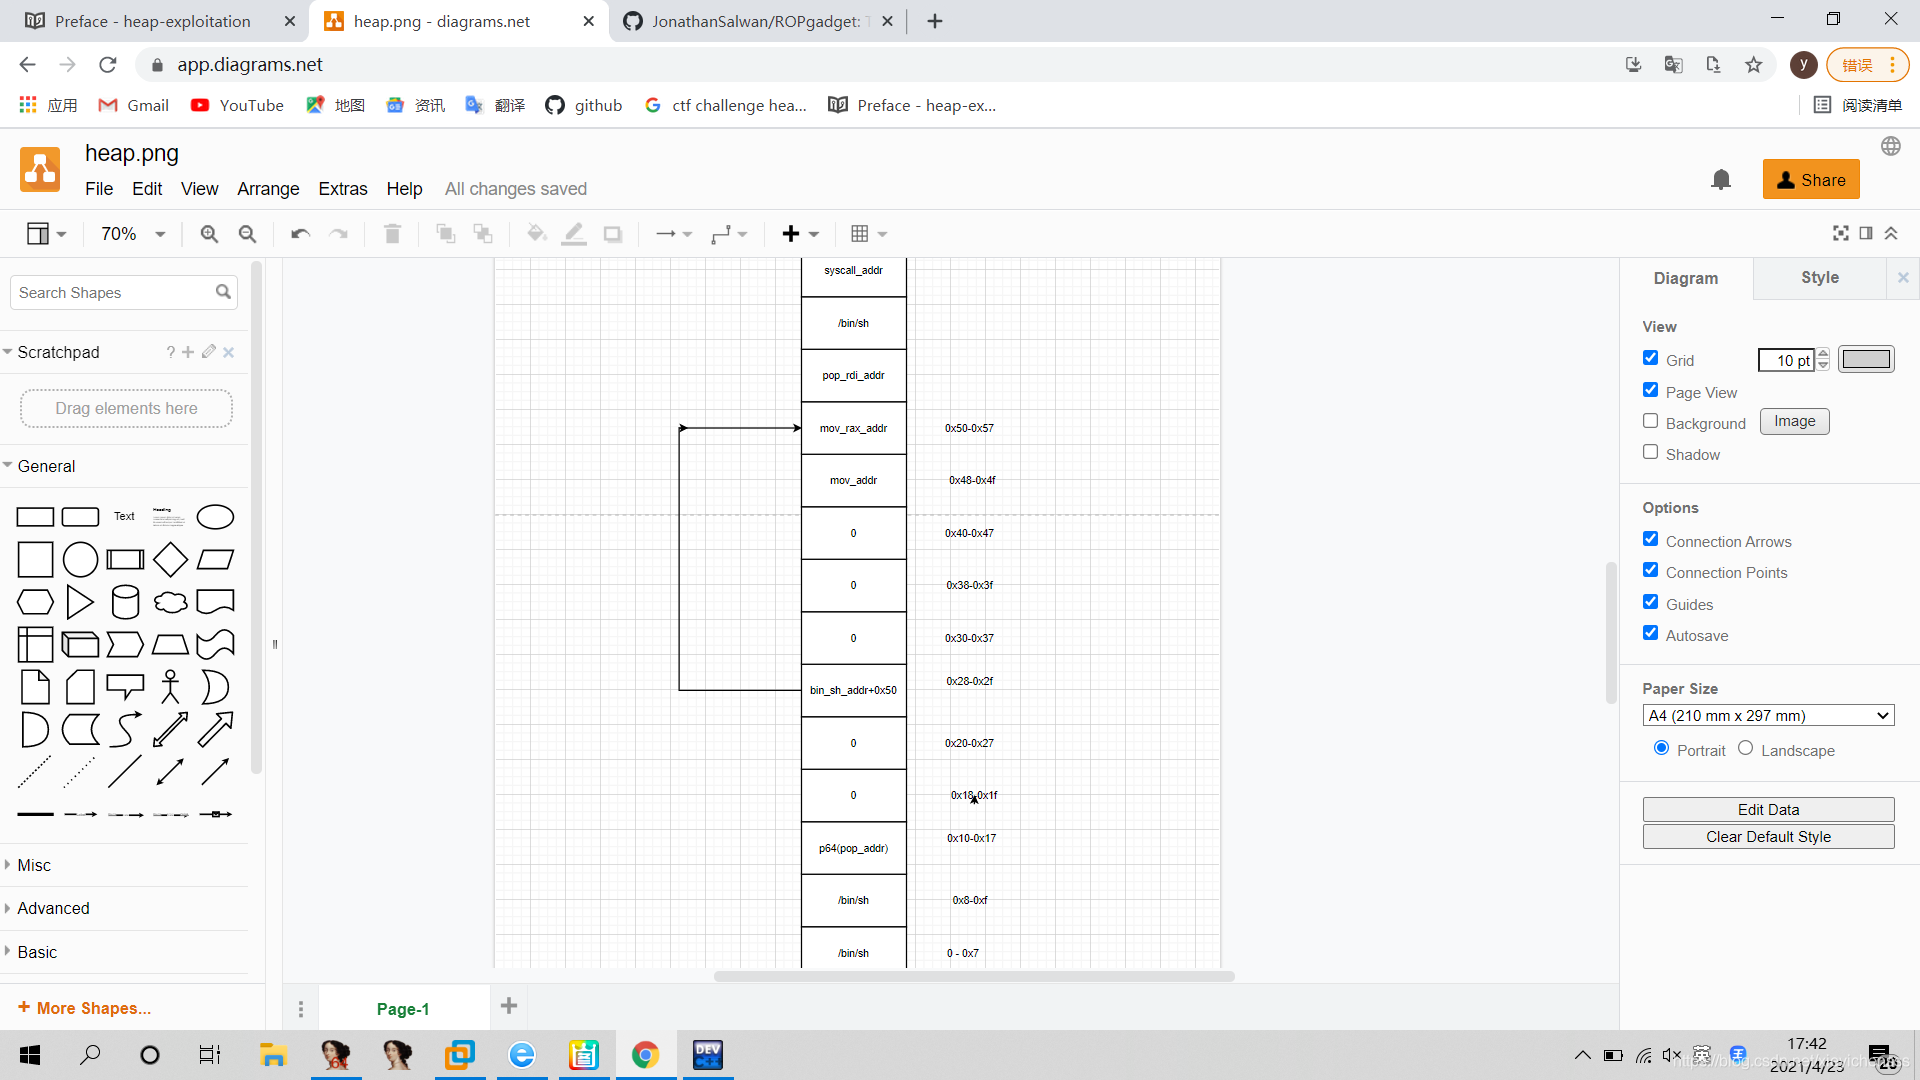 Preface - heap-exploitation
heap.png - diagrams.net
JonathanSalwan/ROPgadget: T
app.diagrams.net
y
错误
应用
Gmail
YouTube
地图
资讯
翻译
github
ctf challenge hea...
Preface - heap-ex...
阅读清单
heap.png
File Edit View Arrange Extras Help All changes saved
Share
70%
Search Shapes
Scratchpad
?
Drag elements here
General
Text
Heading
Misc
Advanced
Basic
+ More Shapes...
syscall_addr
/bin/sh
pop_rdi_addr
mov_rax_addr 0x50-0x57
mov_addr 0x48-0x4f
0 0x40-0x47
0 0x38-0x3f
0 0x30-0x37
bin_sh_addr+0x50 0x28-0x2f
0 0x20-0x27
0 0x18-0x1f
p64(pop_addr) 0x10-0x17
/bin/sh 0x8-0xf
/bin/sh 0 - 0x7
Page-1
Diagram Style
View
Grid 10 pt
Page View
Background Image
Shadow
Options
Connection Arrows
Connection Points
Guides
Autosave
Paper Size
A4 (210 mm x 297 mm)
Portrait Landscape
Edit Data
Clear Default Style
64
DEV
C++
英
17:42
2021/4/23